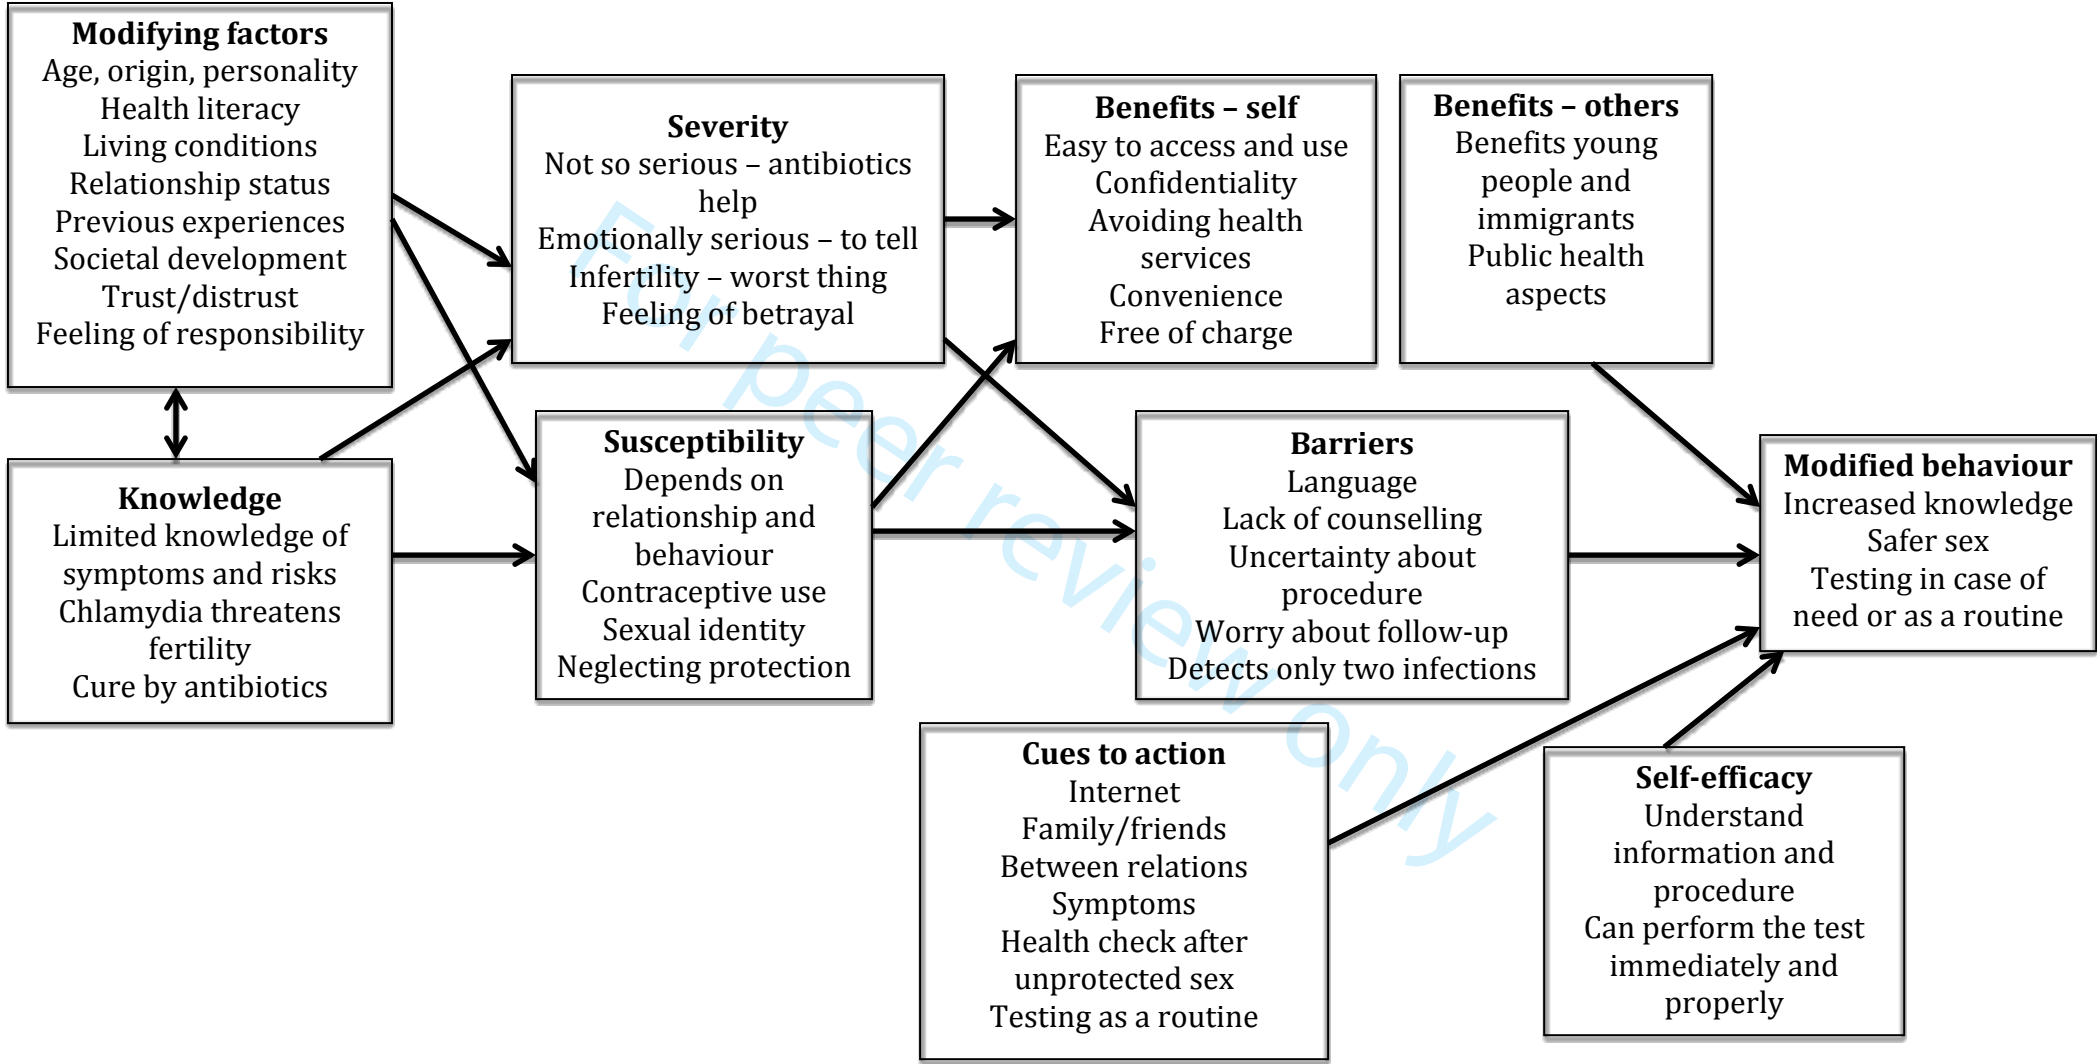 Modifying factors
Age, origin, personality
Health literacy
Living conditions
Relationship status
Previous experiences
Societal development
Trust/distrust
Feeling of responsibility
Knowledge
Limited knowledge of
symptoms and risks
Chlamydia threatens
fertility
Cure by antibiotics
Severity
Not so serious – antibiotics
help
Emotionally serious – to tell
Infertility – worst thing
Feeling of betrayal
Susceptibility
Depends on
relationship and
behaviour
Contraceptive use
Sexual identity
Neglecting protection
Benefits – self
Easy to access and use
Confidentiality
Avoiding health
services
Convenience
Free of charge
Benefits – others
Benefits young
people and
immigrants
Public health
aspects
Barriers
Language
Lack of counselling
Uncertainty about
procedure
Worry about follow-up
Detects only two infections
Modified behaviour
Increased knowledge
Safer sex
Testing in case of
need or as a routine
Cues to action
Internet
Family/friends
Between relations
Symptoms
Health check after
unprotected sex
Testing as a routine
Self-efficacy
Understand
information and
procedure
Can perform the test
immediately and
properly
For peer review only